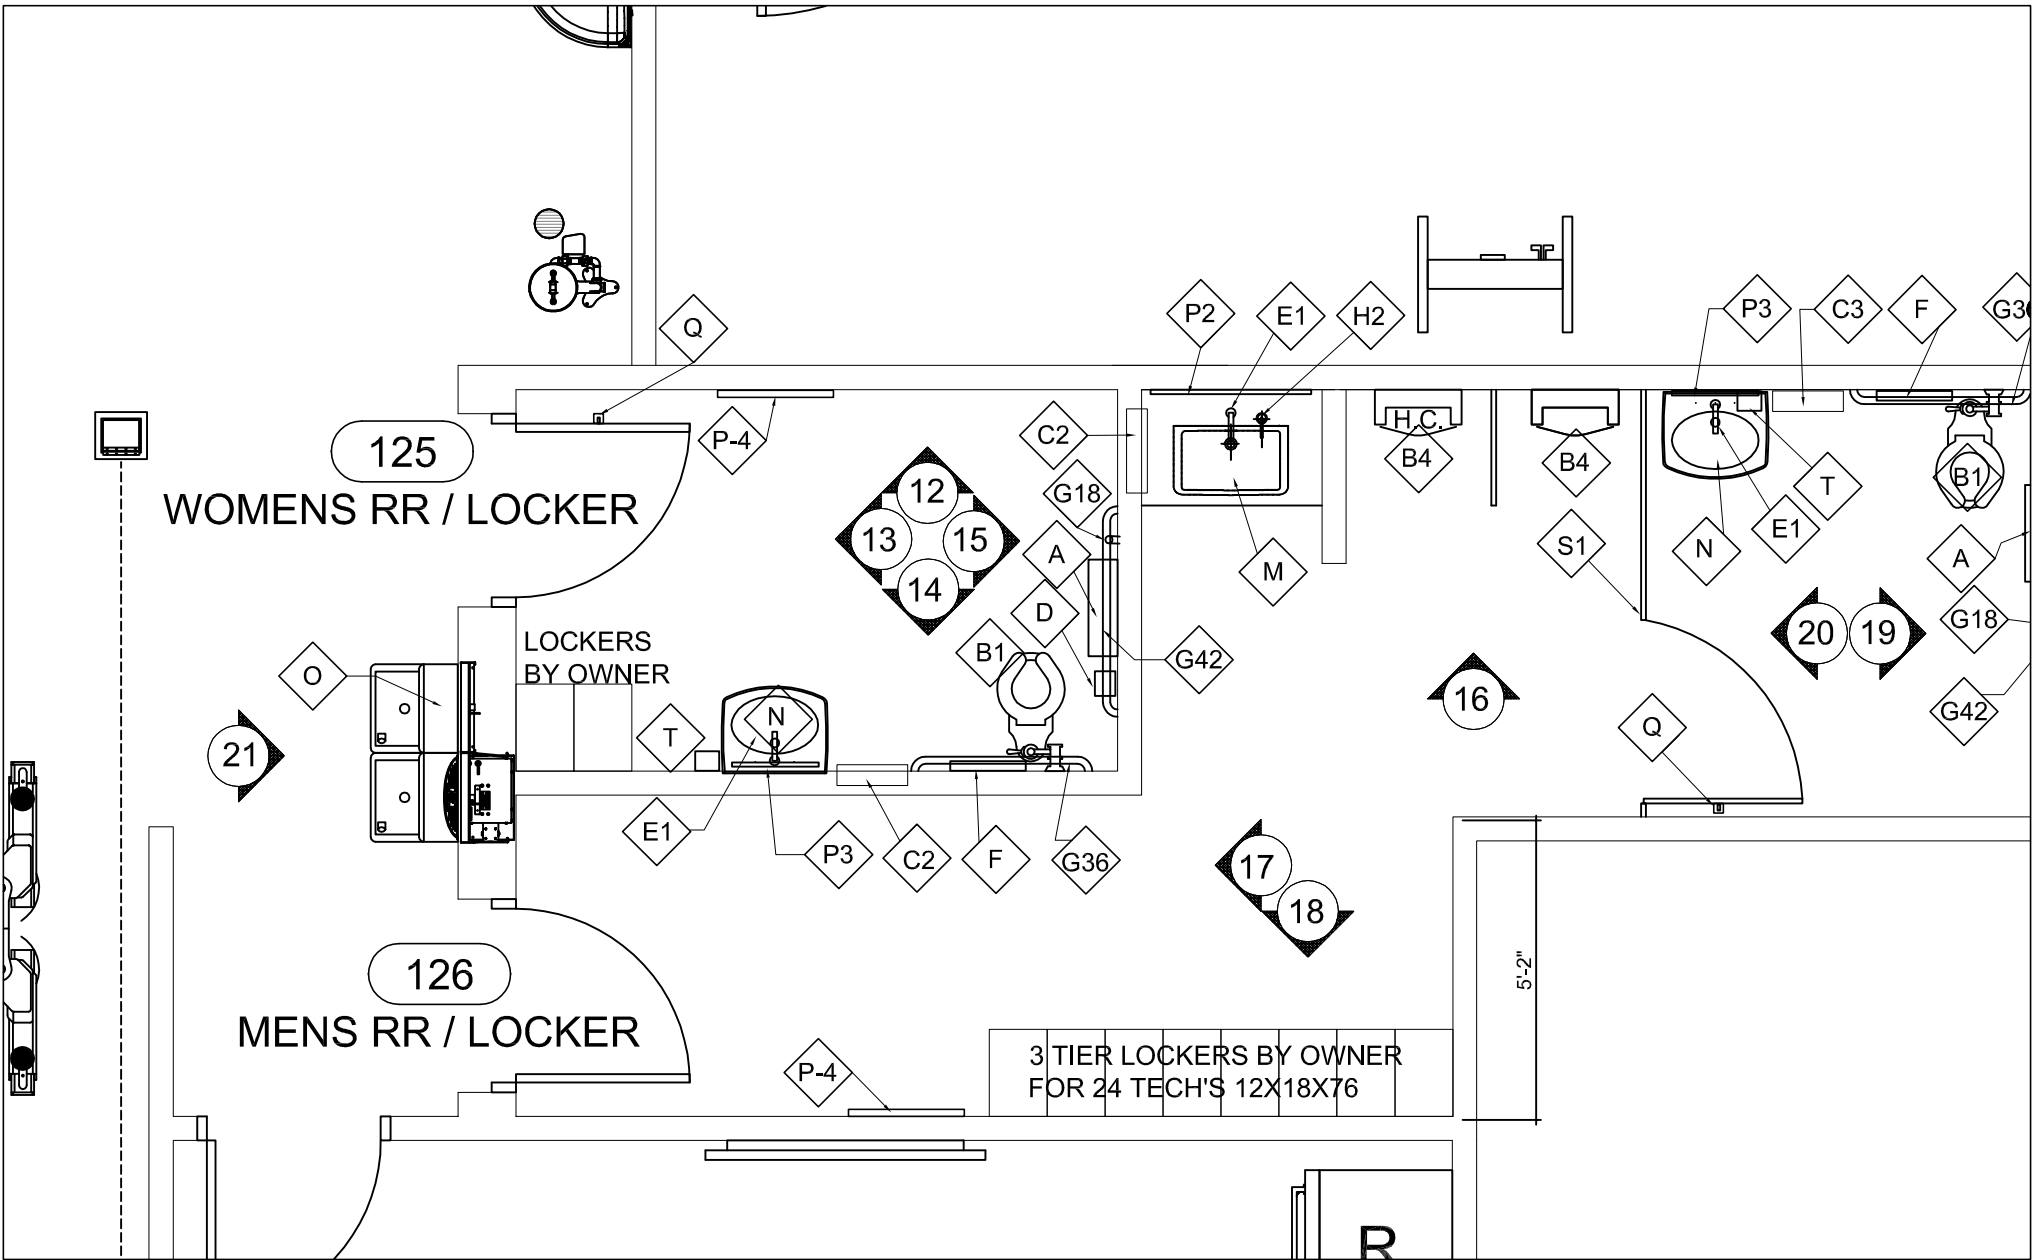 Q
P2
E1
H2
P3
C3
F
P-4
C2
H.C.
B4
B4
125
WOMENS RR / LOCKER
12
13
15
14
G18
A
D
B1
G42
M
S1
N
E1
T
B1
A
G18
G42
20
19
16
Q
LOCKERS
BY OWNER
O
21
T
N
E1
P3
C2
F
G36
17
18
126
MENS RR / LOCKER
5'-2"
P-4
3 TIER LOCKERS BY OWNER
FOR 24 TECH'S 12X18X76
R